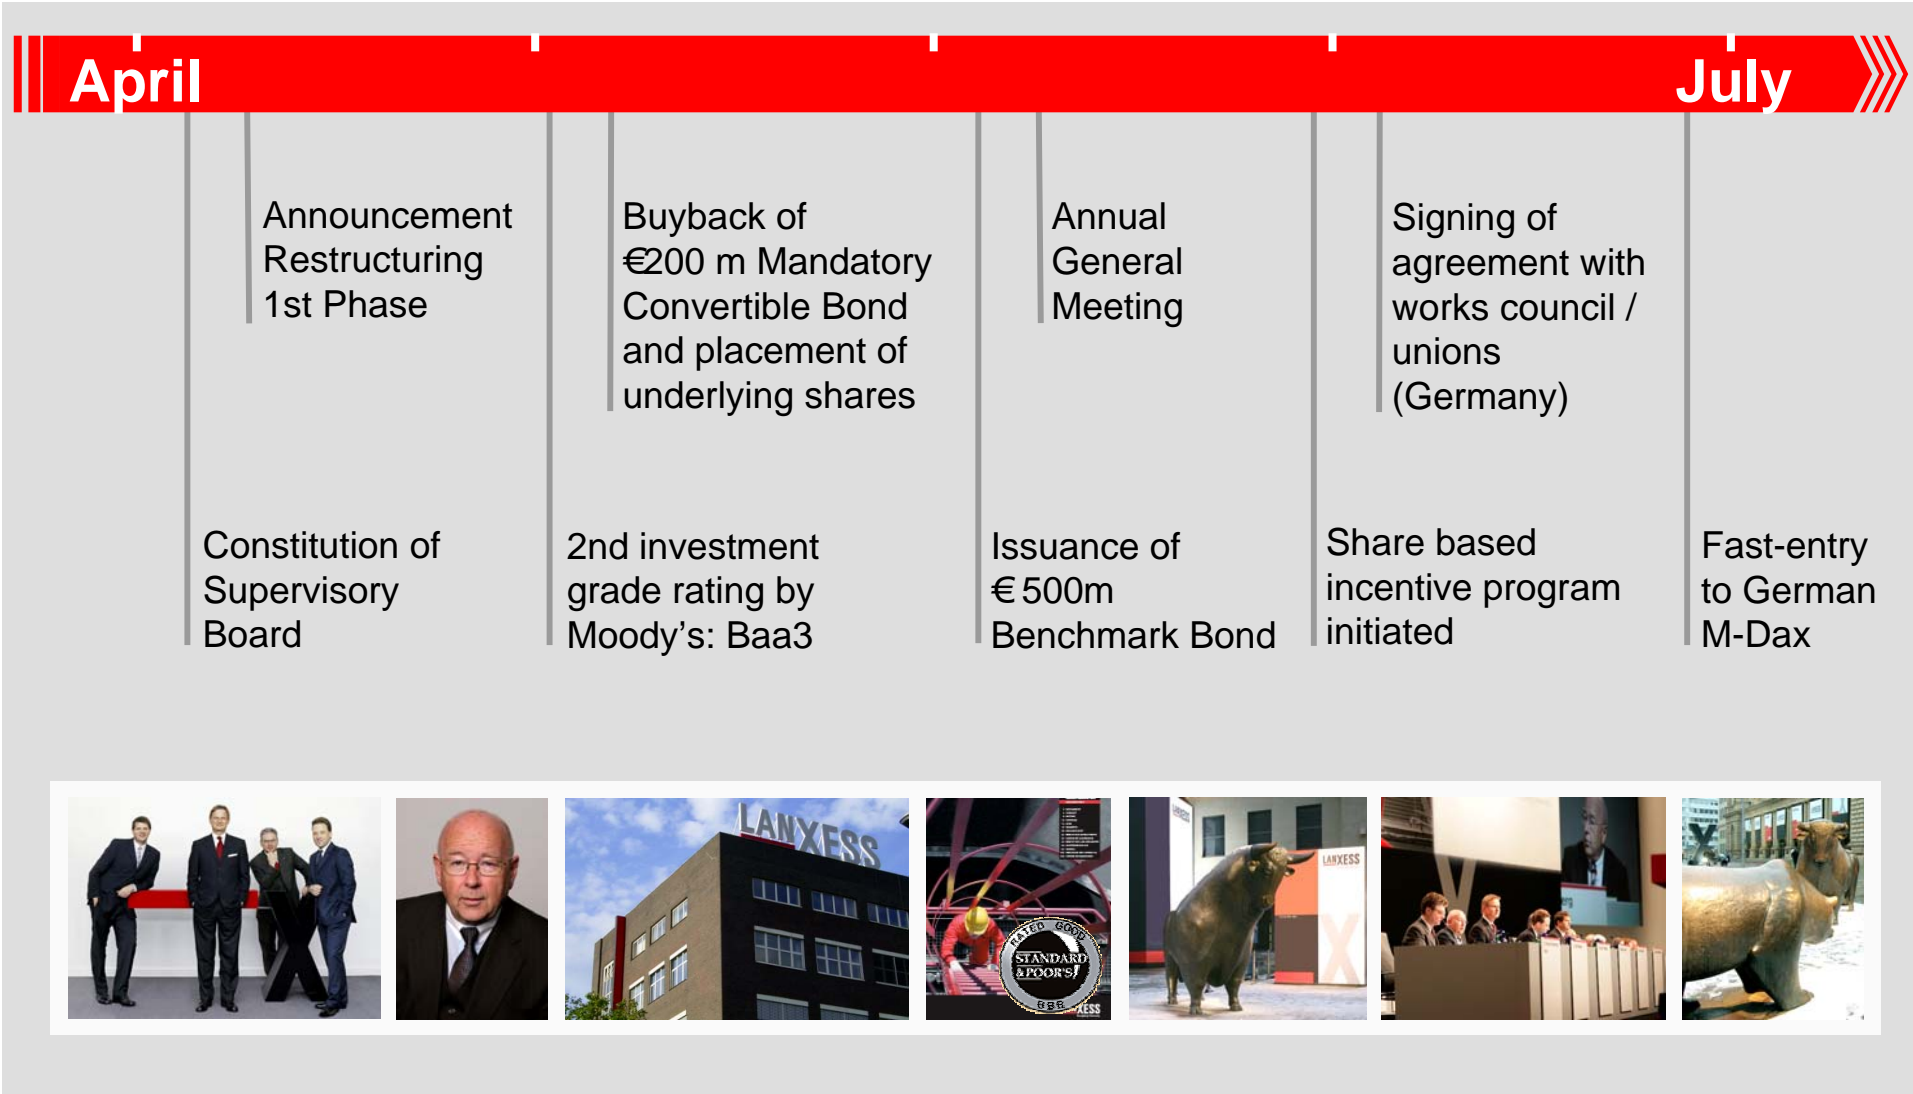 April
July
Announcement
Restructuring
1st Phase
Buyback of
€200 m Mandatory
Convertible Bond
and placement of
underlying shares
Annual
General
Meeting
Signing of
agreement with
works council /
unions
(Germany)
Constitution of
Supervisory
Board
2nd investment
grade rating by
Moody’s: Baa3
Issuance of
€ 500m
Benchmark Bond
Share based
incentive program
initiated
Fast-entry
to German
M-Dax
LANXESS
RATED GOOD
STANDARD
&POOR'S
BBB
LANXESS
X